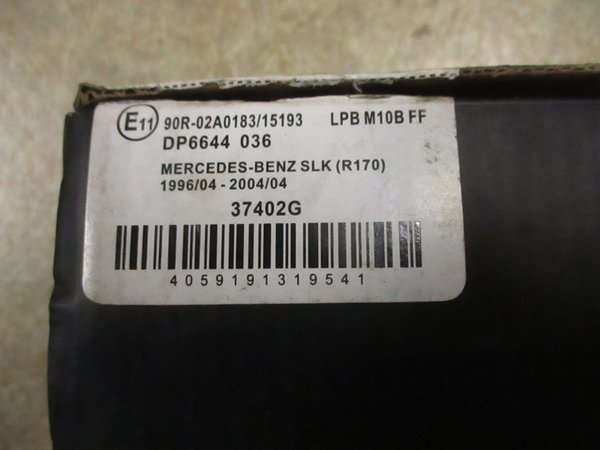 E11 90R-02A0183/15193 LPB M10B FF
DP6644 036
MERCEDES-BENZ SLK (R170)
1996/04 - 2004/04
37402G
4059191319541